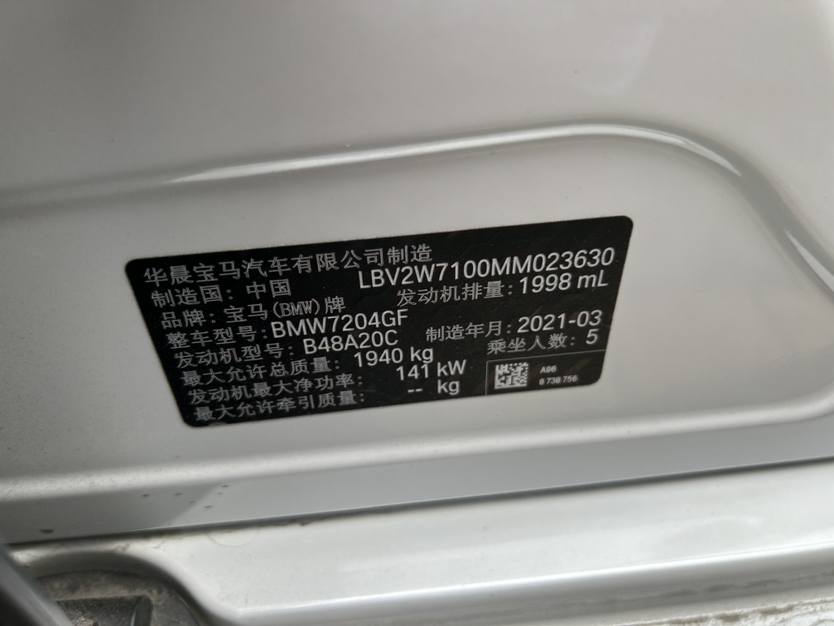 华晨宝马汽车有限公司制造
制造国: 中国 LBV2W7100MM023630
品牌: 宝马(BMW)牌 发动机排量: 1998 mL
整车型号: BMW7204GF
发动机型号: B48A20C 制造年月: 2021-03
最大允许总质量: 1940 kg 乘坐人数: 5
发动机最大净功率: 141 kW
最大允许牵引质量: -- kg
A96
8 738 756